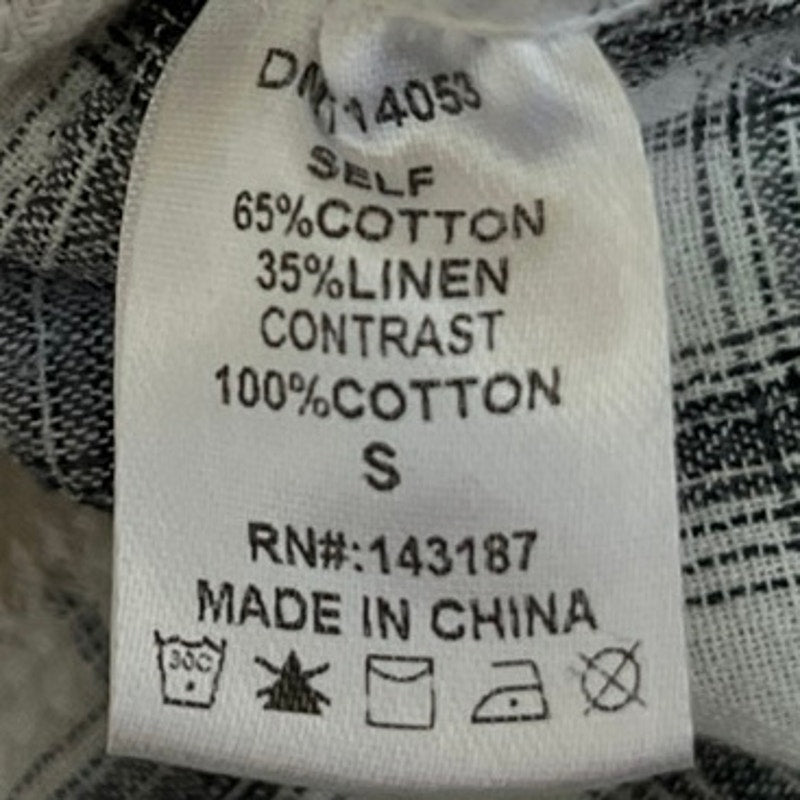 SELF
65%COTTON
35%LINEN
CONTRAST
100%COTTON
S
RN#:143187
MADE IN CHINA
30C